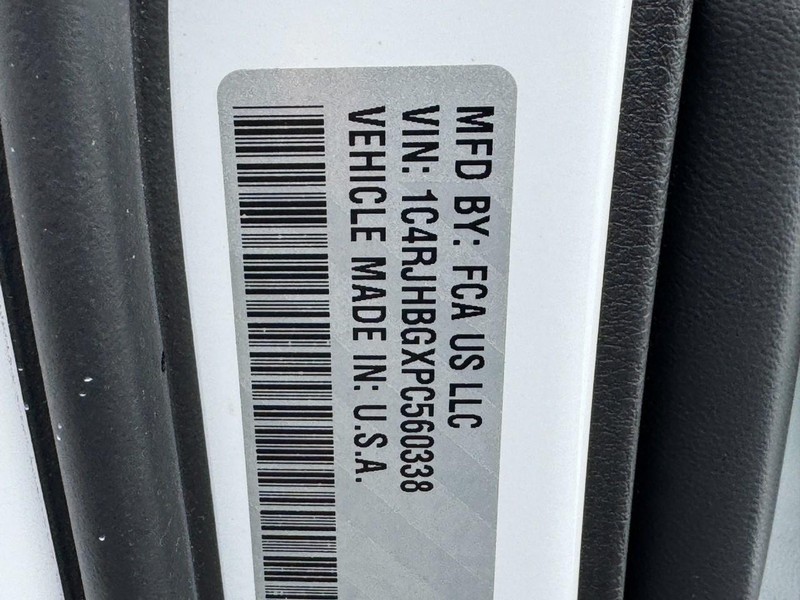 MFD BY: FCA US LLC
VIN: 1C4RJHBGXPC560338
VEHICLE MADE IN: U.S.A.